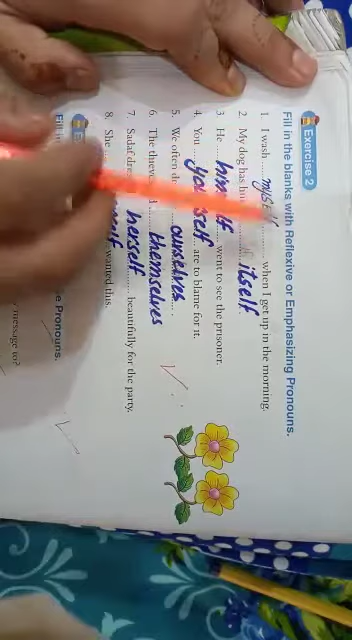 Exercise 2
Fill in the blanks with Reflexive or Emphasizing Pronouns.
1. I wash myself when I get up in the morning.
2. My dog has hu itself
3. He himself went to see the prisoner.
4. You yourself are to blame for it.
5. We often d ourselves.
6. The thieves themselves
7. Sadaf dre herself beautifully for the party.
8. She wanted this.
Fill in e Pronouns.
message to?